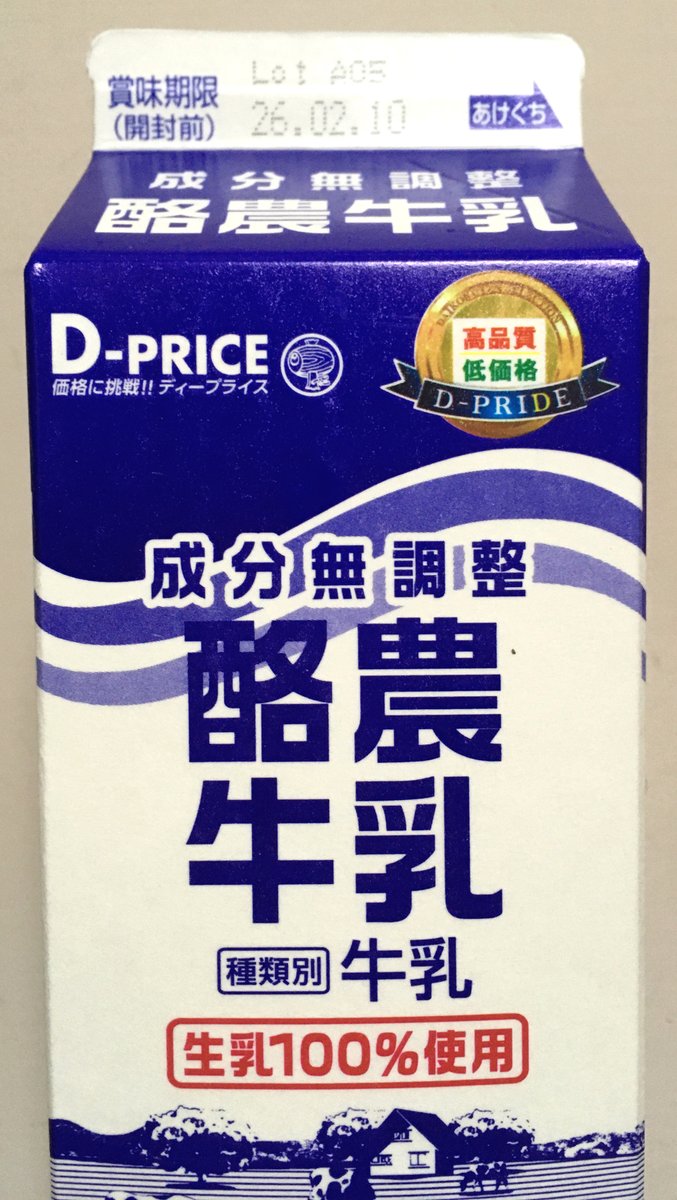 賞味期限
(開封前)
Lot A05
26.02.10
あけぐち
成分無調整
酪農牛乳
D-PRICE
価格に挑戦!! ディープライス
高品質
低価格
D-PRIDE
成分無調整
酪農
牛乳
種類別 牛乳
生乳100%使用